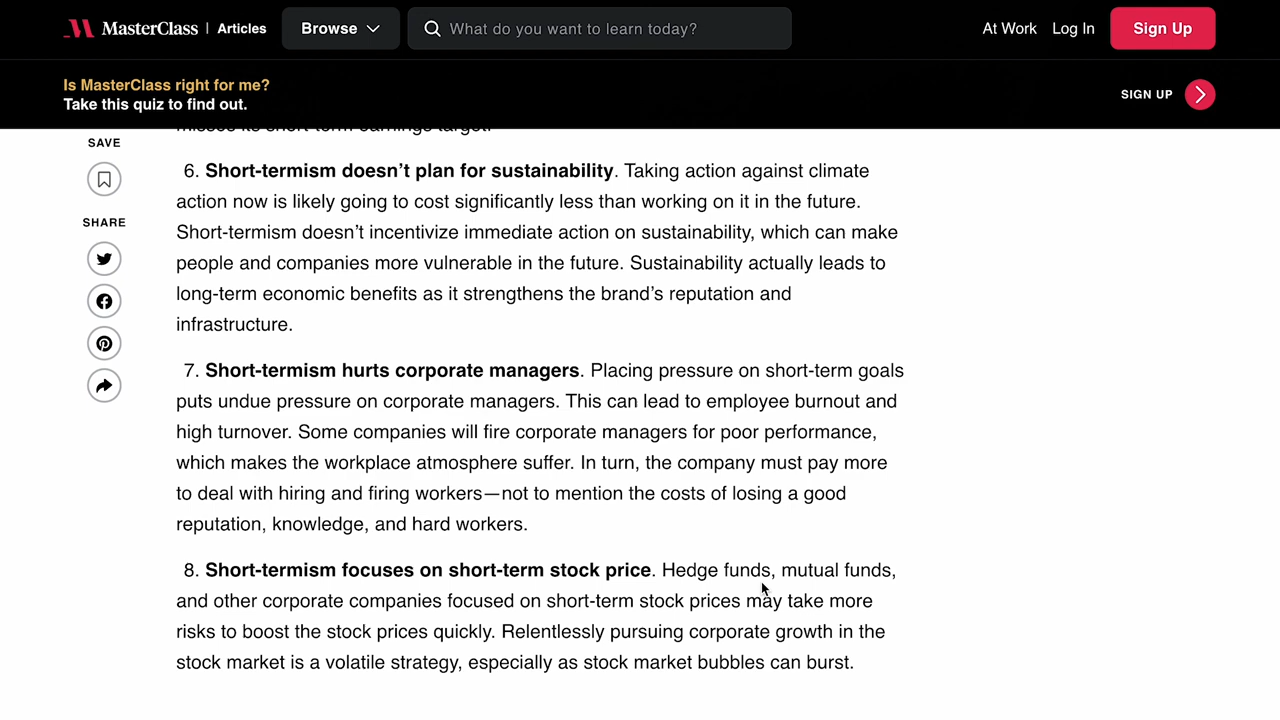 MasterClass | Articles
Browse
What do you want to learn today?
At Work
Log In
Sign Up
Is MasterClass right for me?
Take this quiz to find out.
SIGN UP
misses its short-term earnings target.
SAVE
SHARE
6. Short-termism doesn’t plan for sustainability. Taking action against climate
action now is likely going to cost significantly less than working on it in the future.
Short-termism doesn’t incentivize immediate action on sustainability, which can make
people and companies more vulnerable in the future. Sustainability actually leads to
long-term economic benefits as it strengthens the brand’s reputation and
infrastructure.
7. Short-termism hurts corporate managers. Placing pressure on short-term goals
puts undue pressure on corporate managers. This can lead to employee burnout and
high turnover. Some companies will fire corporate managers for poor performance,
which makes the workplace atmosphere suffer. In turn, the company must pay more
to deal with hiring and firing workers—not to mention the costs of losing a good
reputation, knowledge, and hard workers.
8. Short-termism focuses on short-term stock price. Hedge funds, mutual funds,
and other corporate companies focused on short-term stock prices may take more
risks to boost the stock prices quickly. Relentlessly pursuing corporate growth in the
stock market is a volatile strategy, especially as stock market bubbles can burst.